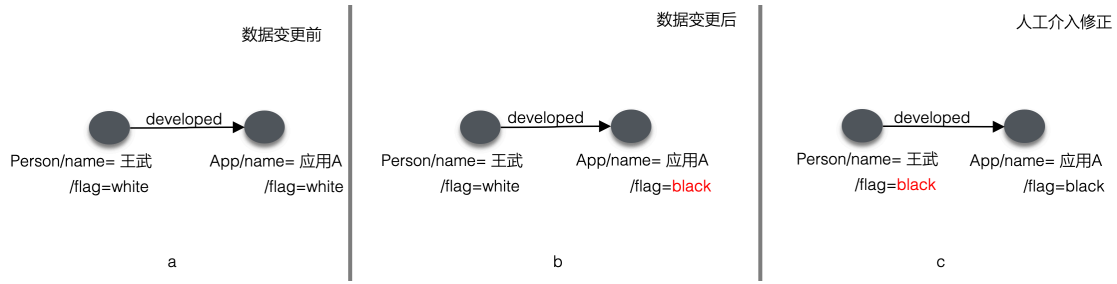 数据变更前
developed
Person/name= 王武
/flag=white
App/name= 应用A
/flag=white
a
数据变更后
developed
Person/name= 王武
/flag=white
App/name= 应用A
/flag=black
b
人工介入修正
developed
Person/name= 王武
/flag=black
App/name= 应用A
/flag=black
c